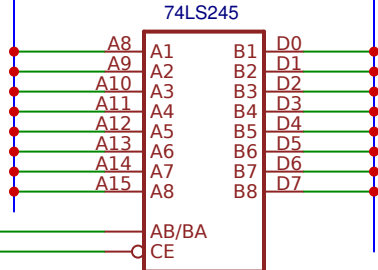 74LS245
A8 A1 B1 D0
A9 A2 B2 D1
A10 A3 B3 D2
A11 A4 B4 D3
A12 A5 B5 D4
A13 A6 B6 D5
A14 A7 B7 D6
A15 A8 B8 D7
AB/BA
CE